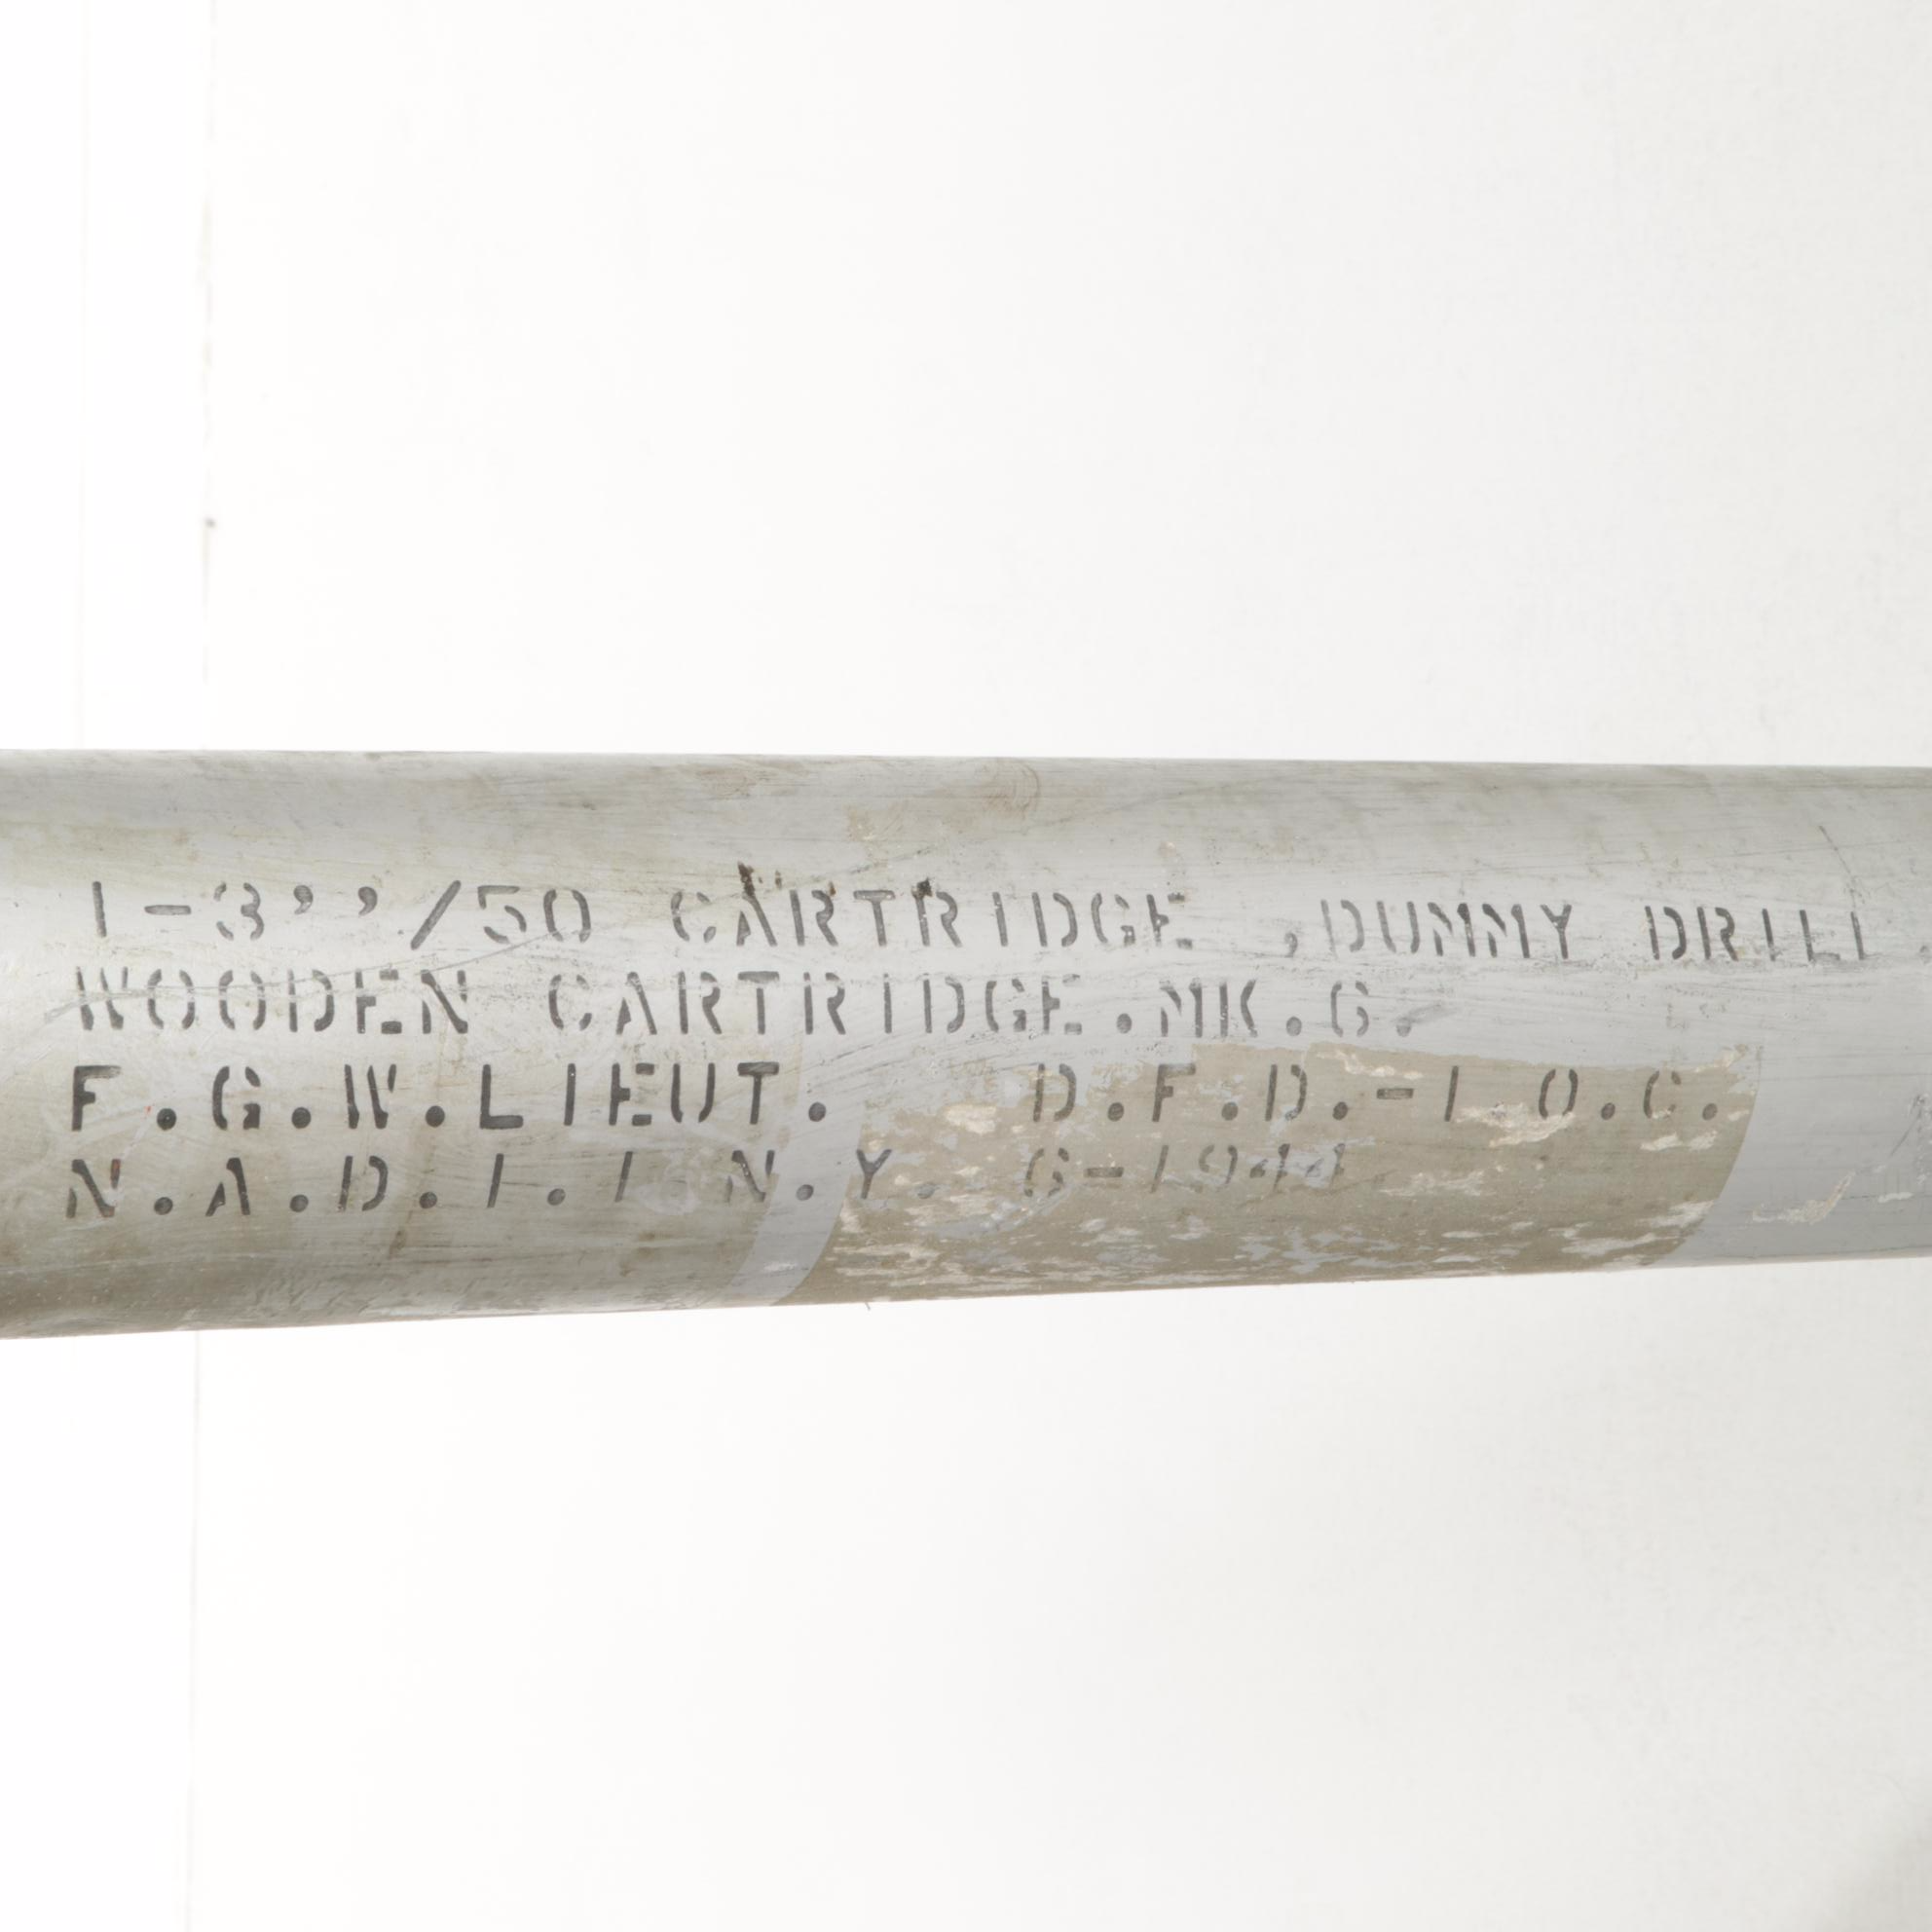 1-3’’/50 CARTRIDGE ,DUMMY DRILL.
WOODEN CARTRIDGE.MK.6.
F.G.W.LIEUT. D.F.D.-I.O.C.
N.A.D.I.I. N.Y. 6-1944